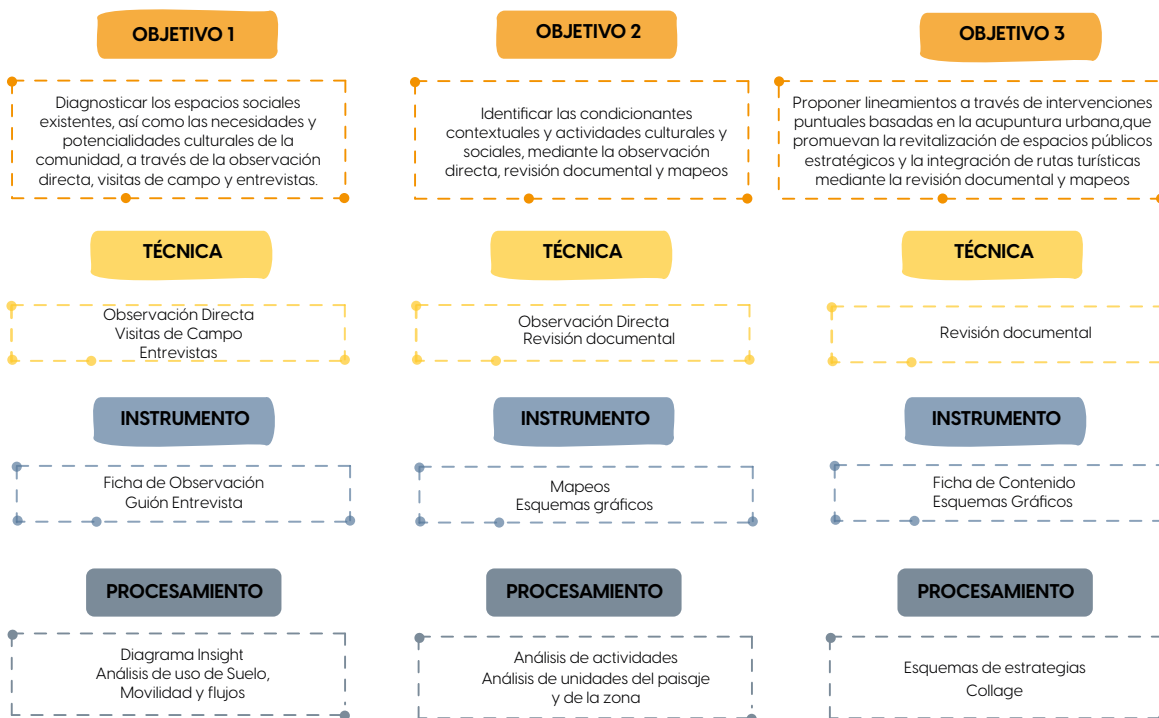 OBJETIVO 1
Diagnosticar los espacios sociales
existentes, así como las necesidades y
potencialidades culturales de la
comunidad, a través de la observación
directa, visitas de campo y entrevistas.
TÉCNICA
Observación Directa
Visitas de Campo
Entrevistas
INSTRUMENTO
Ficha de Observación
Guión Entrevista
PROCESAMIENTO
Diagrama Insight
Análisis de uso de Suelo,
Movilidad y flujos
OBJETIVO 2
Identificar las condicionantes
contextuales y actividades culturales y
sociales, mediante la observación
directa, revisión documental y mapeos
TÉCNICA
Observación Directa
Revisión documental
INSTRUMENTO
Mapeos
Esquemas gráficos
PROCESAMIENTO
Análisis de actividades
Análisis de unidades del paisaje
y de la zona
OBJETIVO 3
Proponer lineamientos a través de intervenciones
puntuales basadas en la acupuntura urbana,que
promuevan la revitalización de espacios públicos
estratégicos y la integración de rutas turísticas
mediante la revisión documental y mapeos
TÉCNICA
Revisión documental
INSTRUMENTO
Ficha de Contenido
Esquemas Gráficos
PROCESAMIENTO
Esquemas de estrategias
Collage